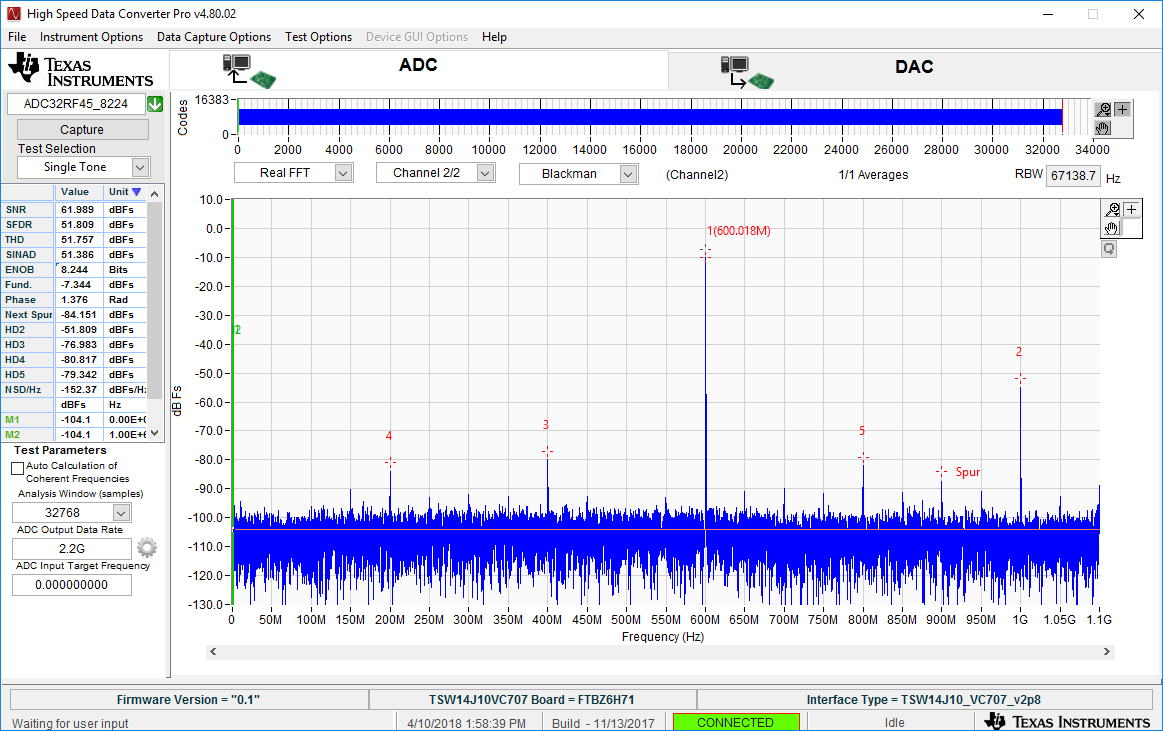 High Speed Data Converter Pro v4.80.02
File Instrument Options Data Capture Options Test Options Device GUI Options Help
TEXAS INSTRUMENTS
ADC
DAC
ADC32RF45_8224
Capture
Test Selection
Single Tone
Codes
16383
0
0 2000 4000 6000 8000 10000 12000 14000 16000 18000 20000 22000 24000 26000 28000 30000 32000 34000
Real FFT Channel 2/2 Blackman (Channel2) 1/1 Averages RBW 67138.7 Hz
Value Unit
SNR 61.989 dBFs
SFDR 51.809 dBFs
THD 51.757 dBFs
SINAD 51.386 dBFs
ENOB 8.244 Bits
Fund. -7.344 dBFs
Phase 1.376 Rad
Next Spur -84.151 dBFs
HD2 -51.809 dBFs
HD3 -76.983 dBFs
HD4 -80.817 dBFs
HD5 -79.342 dBFs
NSD/Hz -152.37 dBFs/Hz
dBFs Hz
M1 -104.1
M2 -104.1
Test Parameters
Auto Calculation of
Coherent Frequencies
Analysis Window (samples)
32768
ADC Output Data Rate
2.2G
ADC Input Target Frequency
0.000000000
dBFs
10.0
0.0
-10.0
-20.0
-30.0
-40.0
-50.0
-60.0
-70.0
-80.0
-90.0
-100.0
-110.0
-120.0
-130.0
1(600.018M)
2
2
3
4
5
Spur
0 50M 100M 150M 200M 250M 300M 350M 400M 450M 500M 550M 600M 650M 700M 750M 800M 850M 900M 950M 1G 1.05G 1.1G
Frequency (Hz)
Firmware Version = "0.1" TSW14J10VC707 Board = FTBZ6H71 Interface Type = TSW14J10_VC707_v2p8
Waiting for user input 4/10/2018 1:58:39 PM Build - 11/13/2017 CONNECTED Idle TEXAS INSTRUMENTS